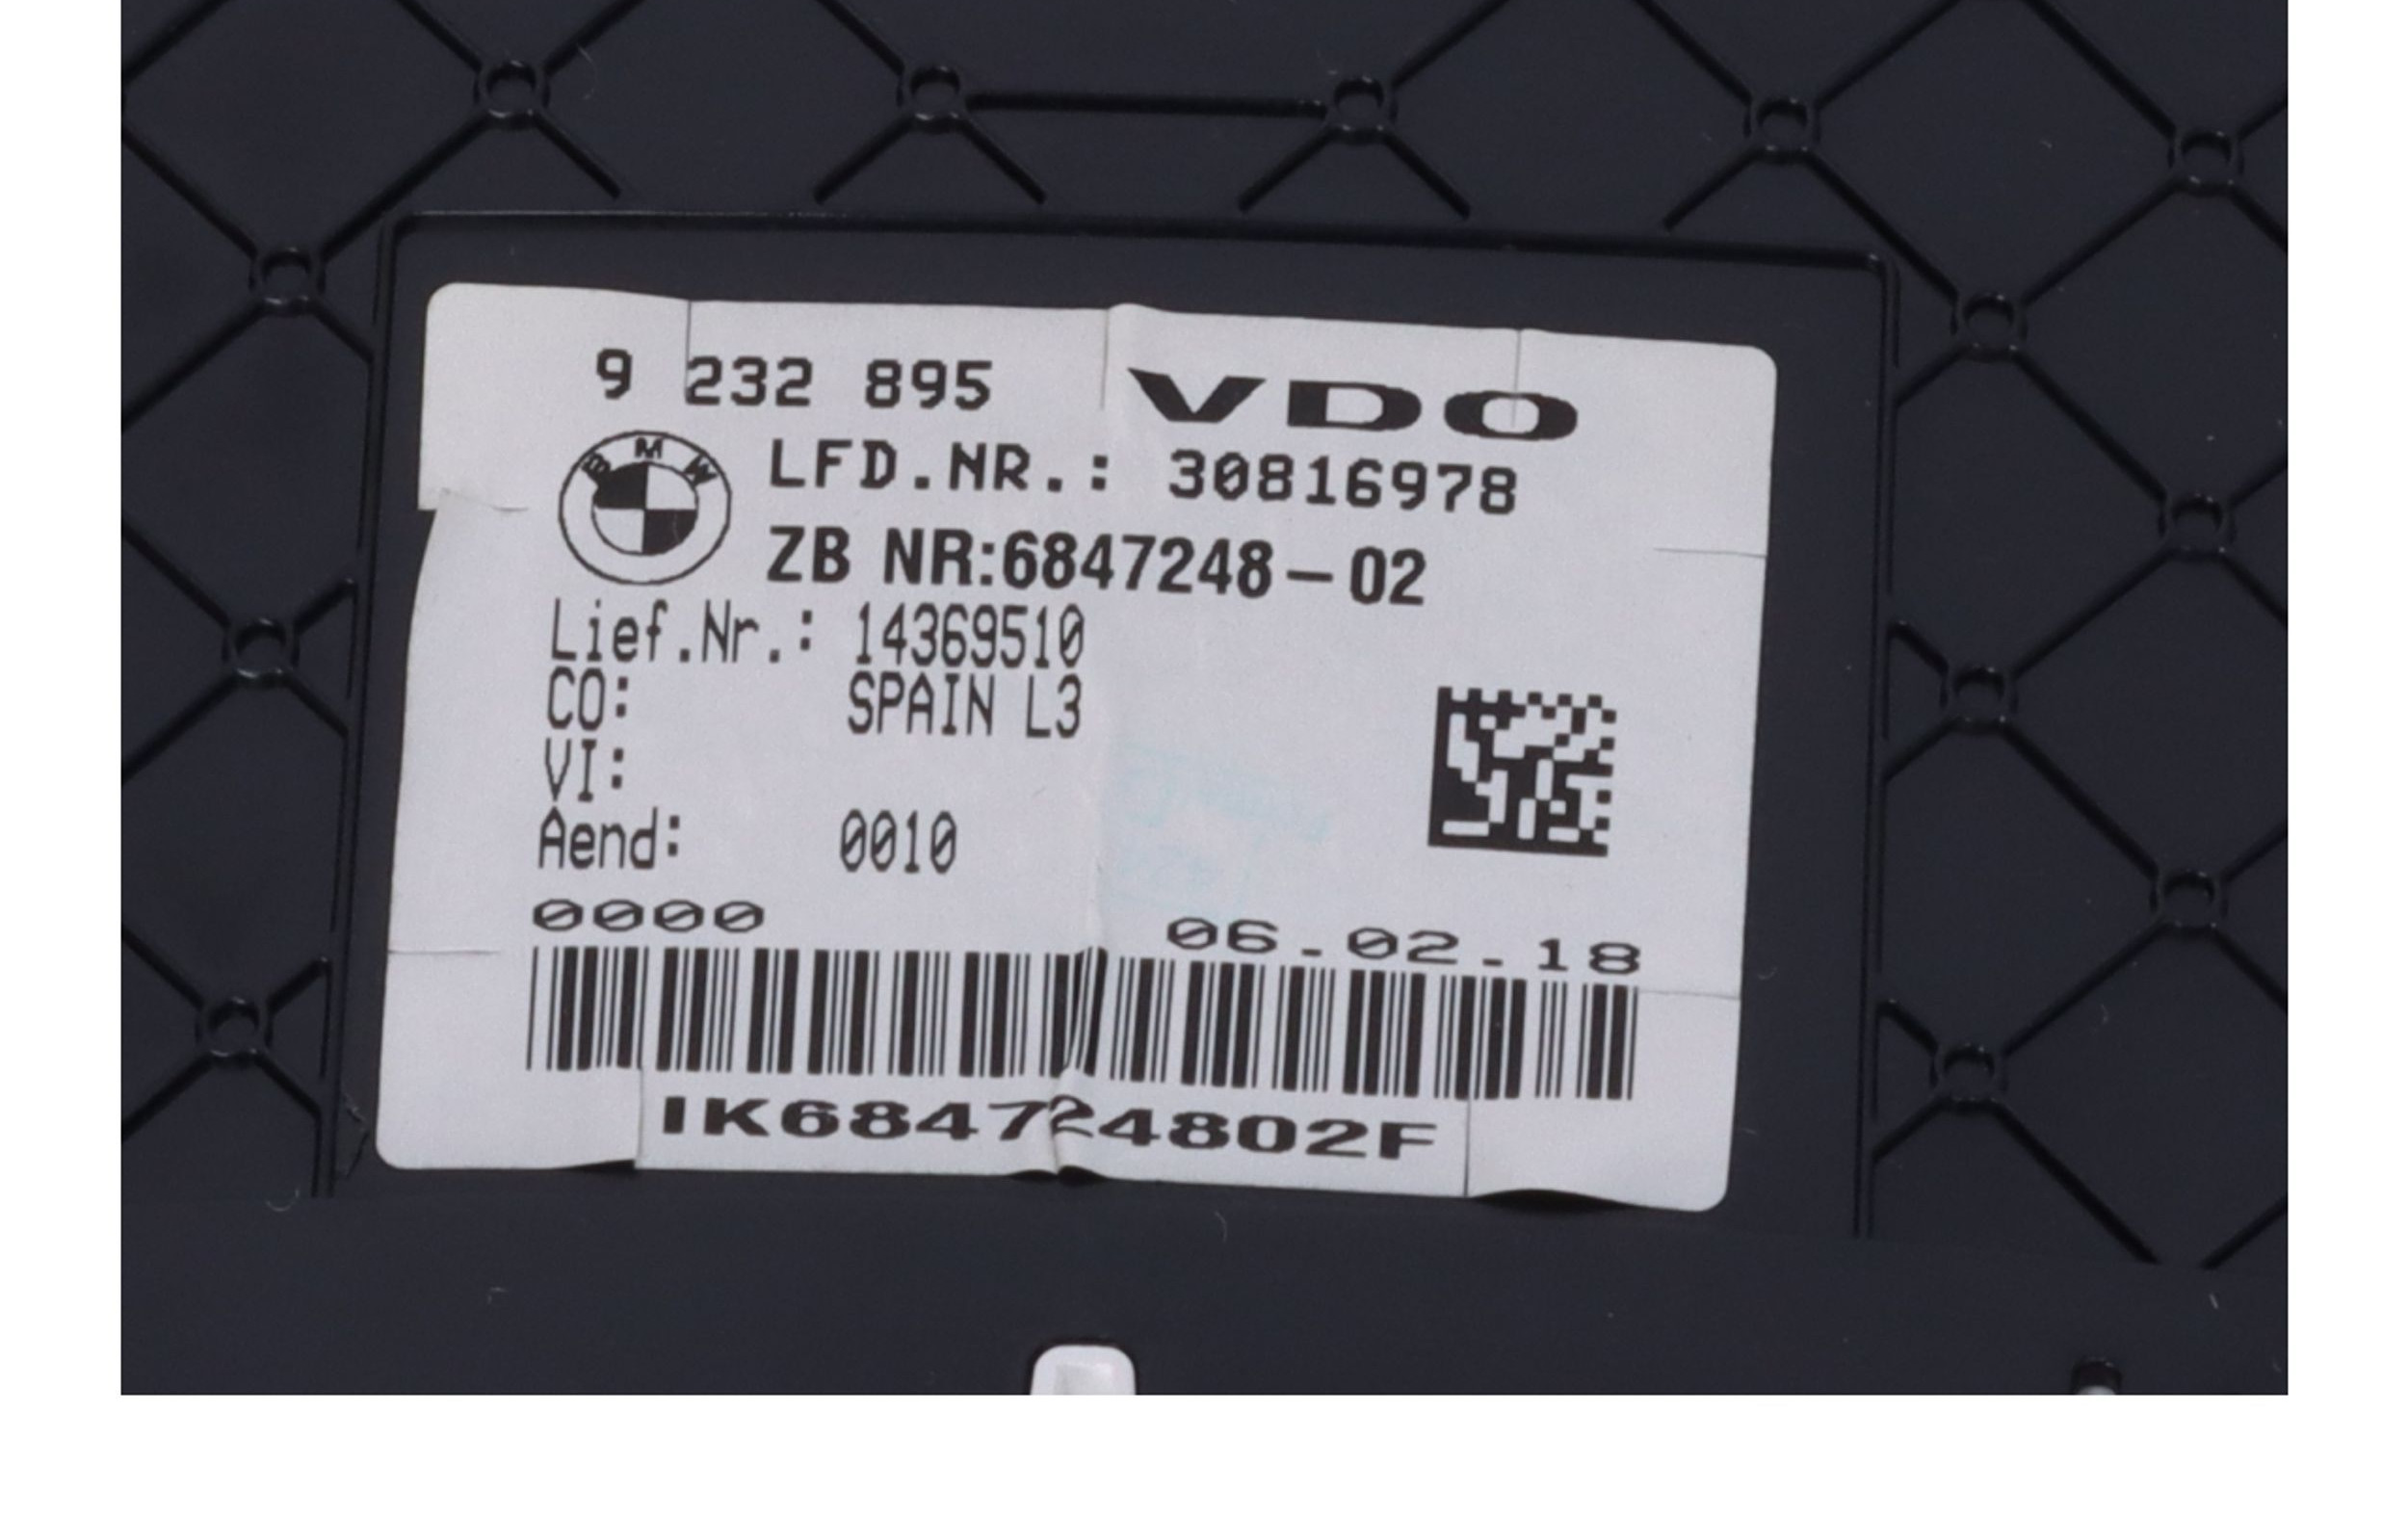 9 232 895 VDO
BMW
LFD.NR.: 30816978
ZB NR:6847248-02
Lief.Nr.: 14369510
CO: SPAIN L3
VI:
Aend: 0010
0000 06.02.18
IK684724802F